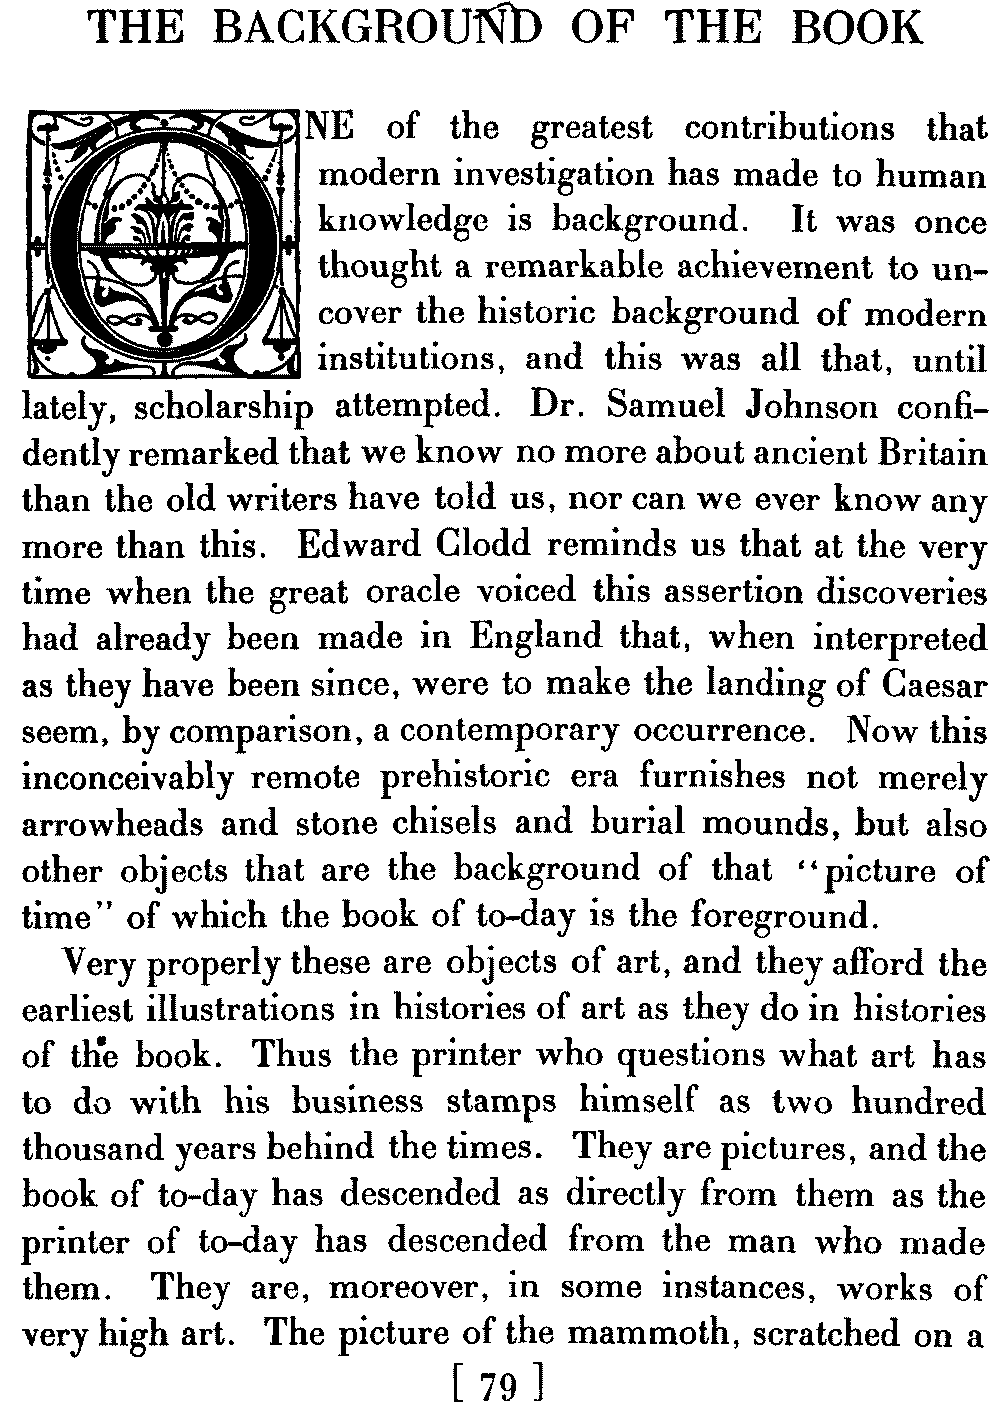 THE BACKGROUND OF THE BOOK
ONE of the greatest contributions that
modern investigation has made to human
knowledge is background. It was once
thought a remarkable achievement to un-
cover the historic background of modern
institutions, and this was all that, until
lately, scholarship attempted. Dr. Samuel Johnson confi-
dently remarked that we know no more about ancient Britain
than the old writers have told us, nor can we ever know any
more than this. Edward Clodd reminds us that at the very
time when the great oracle voiced this assertion discoveries
had already been made in England that, when interpreted
as they have been since, were to make the landing of Caesar
seem, by comparison, a contemporary occurrence. Now this
inconceivably remote prehistoric era furnishes not merely
arrowheads and stone chisels and burial mounds, but also
other objects that are the background of that "picture of
time" of which the book of to-day is the foreground.
Very properly these are objects of art, and they afford the
earliest illustrations in histories of art as they do in histories
of the book. Thus the printer who questions what art has
to do with his business stamps himself as two hundred
thousand years behind the times. They are pictures, and the
book of to-day has descended as directly from them as the
printer of to-day has descended from the man who made
them. They are, moreover, in some instances, works of
very high art. The picture of the mammoth, scratched on a
[ 79 ]